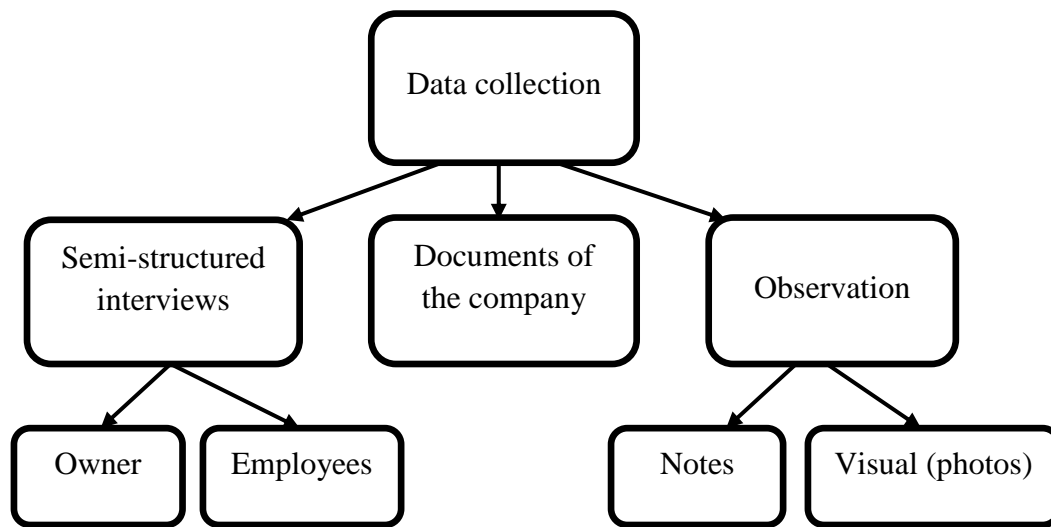 Data collection
Semi-structured
interviews
Documents of
the company
Observation
Owner
Employees
Notes
Visual (photos)